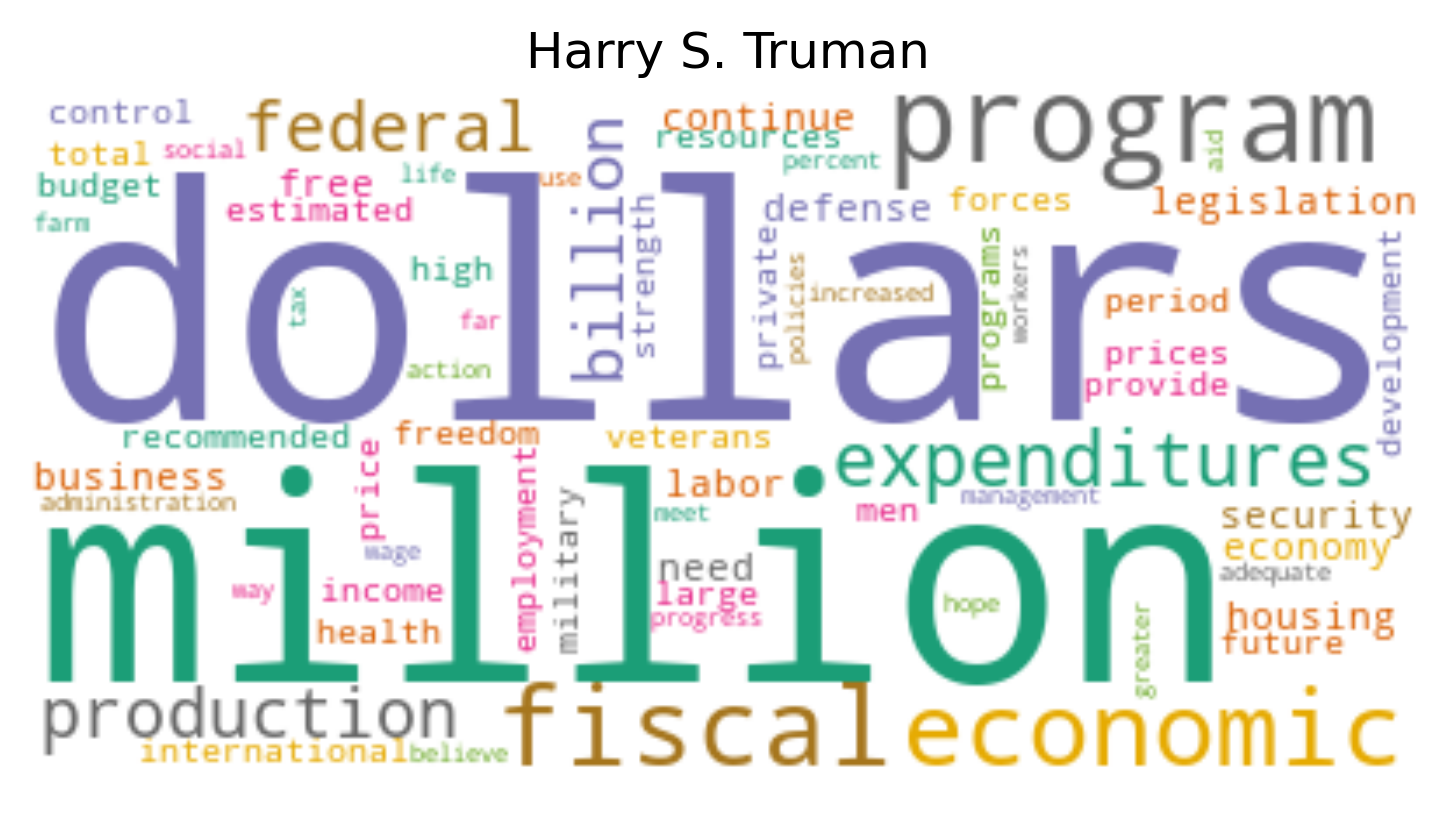 Harry S. Truman
control
federal
continue
program
total
social
resources
percent
aid
budget
free
life
use
billion
farm
estimated
strength
defense
forces
legislation
dollars
high
tax
far
action
private
policies
increased
programs
workers
period
prices
provide
development
recommended
freedom
veterans
expenditures
business
administration
price
employment
military
labor
meet
men
management
security
economy
adequate
million
wage
way
income
health
need
large
progress
hope
greater
housing
future
production
international
believe
fiscal
economic